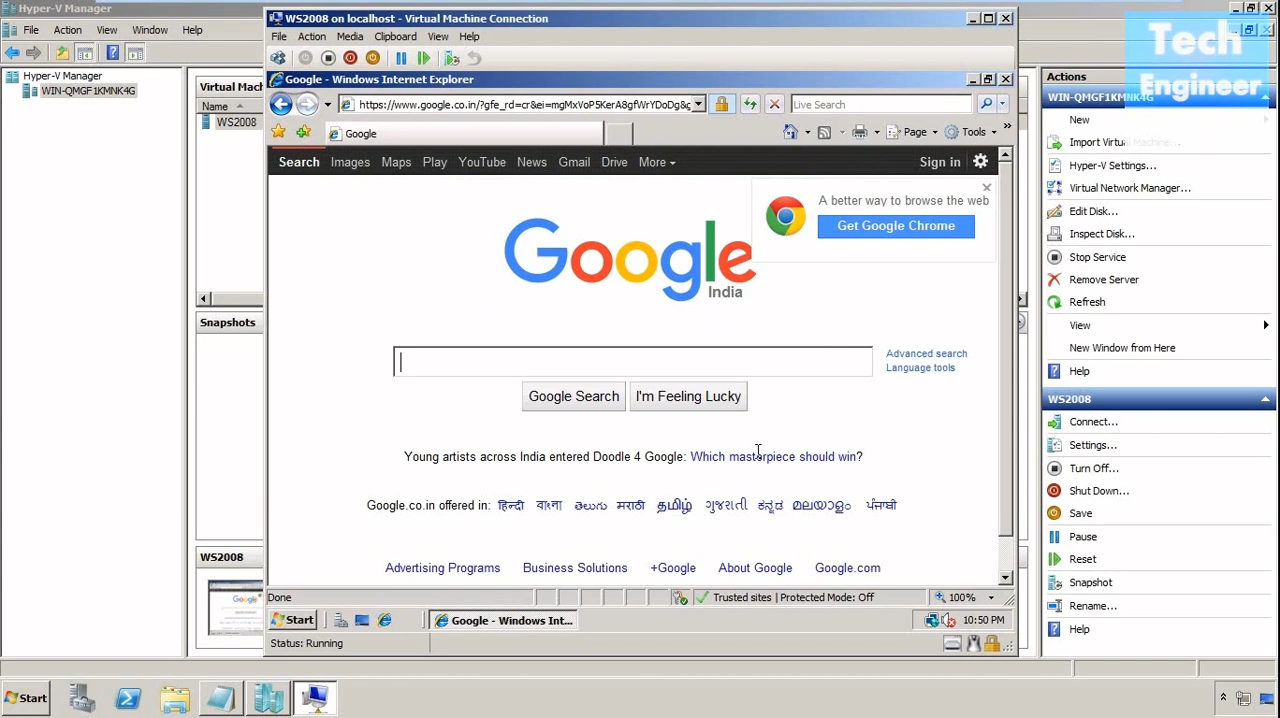 Hyper-V Manager
File Action View Window Help
Hyper-V Manager
WIN-QMGF1KMNK4G
Virtual Mac
Name
WS2008
Snapshots
WS2008
WS2008 on localhost - Virtual Machine Connection
File Action Media Clipboard View Help
Google - Windows Internet Explorer
https://www.google.co.in/?gfe_rd=cr&ei=mgMxVoP5KerA8gfWrYDoDg&g
Live Search
Google
Page Tools
Search Images Maps Play YouTube News Gmail Drive More Sign in
A better way to browse the web
Get Google Chrome
Google
India
Advanced search
Language tools
Google Search I'm Feeling Lucky
Young artists across India entered Doodle 4 Google: Which masterpiece should win?
Google.co.in offered in: हिन्दी বাংলা తెలుగు मराठी தமிழ் ગુજરાતી ಕನ್ನಡ മലയാളം ਪੰਜਾਬੀ
Advertising Programs Business Solutions +Google About Google Google.com
Done Trusted sites | Protected Mode: Off 100%
Start Google - Windows Int... 10:50 PM
Status: Running
Tech
Engineer
Actions
WIN-QMGF1KMNK4G
New
Import Virtual Machine...
Hyper-V Settings...
Virtual Network Manager...
Edit Disk...
Inspect Disk...
Stop Service
Remove Server
Refresh
View
New Window from Here
Help
WS2008
Connect...
Settings...
Turn Off...
Shut Down...
Save
Pause
Reset
Snapshot
Rename...
Help
Start